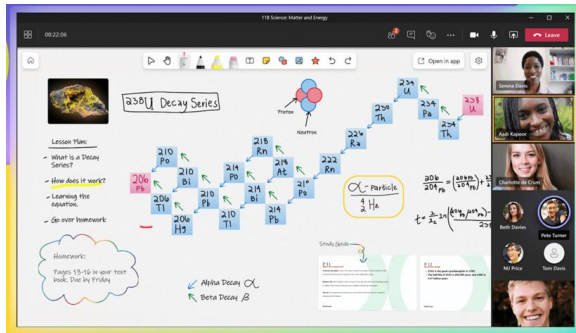 118 Science: Matter and Energy
00:22:06
2
Leave
Open in app
238U Decay Series
Proton
Neutron
Lesson Plan:
- What is a Decay
Series?
- How does it work?
- Learning the
equation.
- Go over homework
234
U
238
U
230
Th
234
Pa
234
Th
226
Ra
222
Rn
218
Rn
218
At
210
Po
214
Po
214
Bi
214
Pb
210
Po
210
Bi
210
Pb
210
Tl
206
Pb
206
Tl
206
Hg
α-particle
4
2 He
Homework:
Pages 13-16 in your text
book. Due by Friday
Alpha Decay α
Beta Decay β
Study Guide
Serena Davis
Aadi Kapoor
Charlotte de Crum
Beth Davies
Pete Turner
MJ Price
Tom Davis